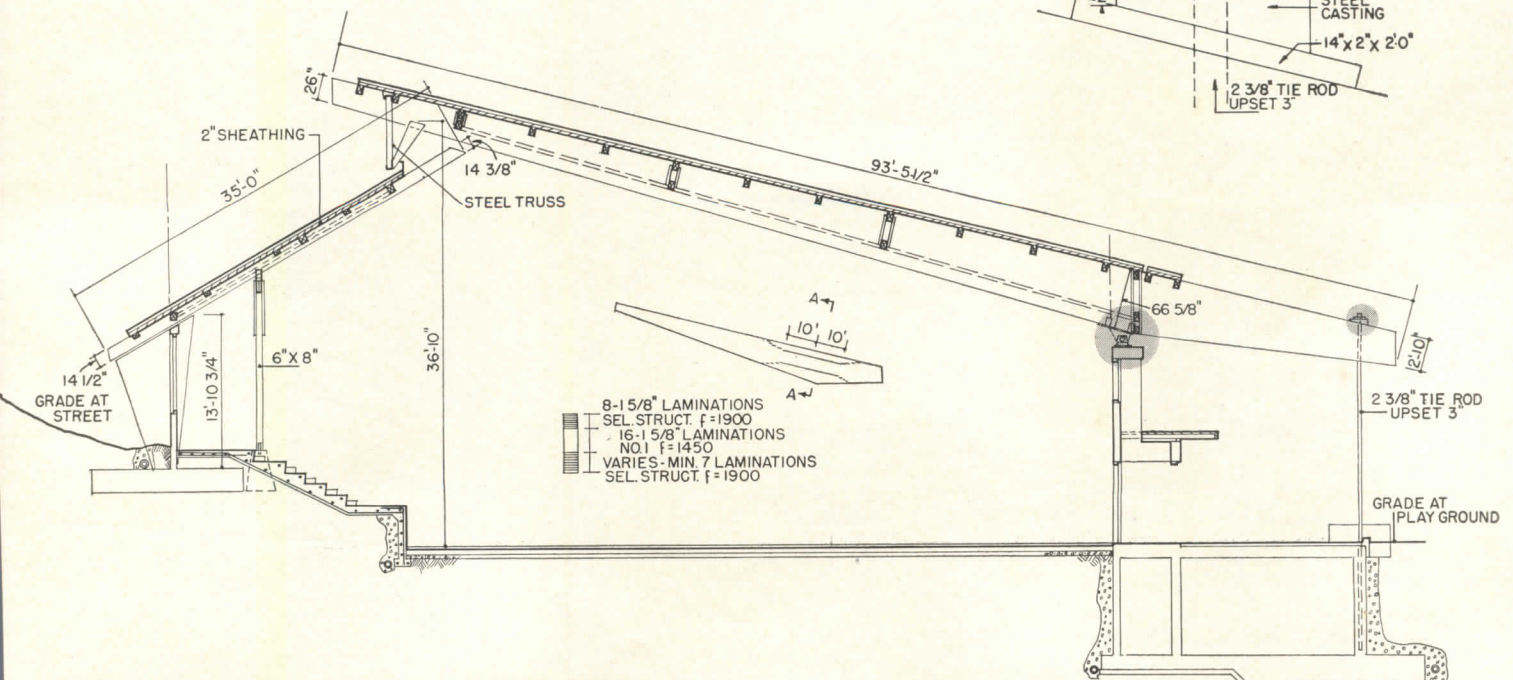 STEEL
CASTING
14"X 2"X 2'0"
2 3/8" TIE ROD
UPSET 3"
26"
2" SHEATHING
35'-0"
14 3/8"
STEEL TRUSS
93'-5-1/2"
66 5/8"
2'-10"
2 3/8" TIE ROD
UPSET 3"
14 1/2"
GRADE AT
STREET
13'-10 3/4"
6"X 8"
36'-10"
A
10' 10'
A
8-1 5/8" LAMINATIONS
SEL. STRUCT. f=1900
16-1 5/8" LAMINATIONS
NO.1 f=1450
VARIES-MIN. 7 LAMINATIONS
SEL. STRUCT. f=1900
GRADE AT
PLAY GROUND